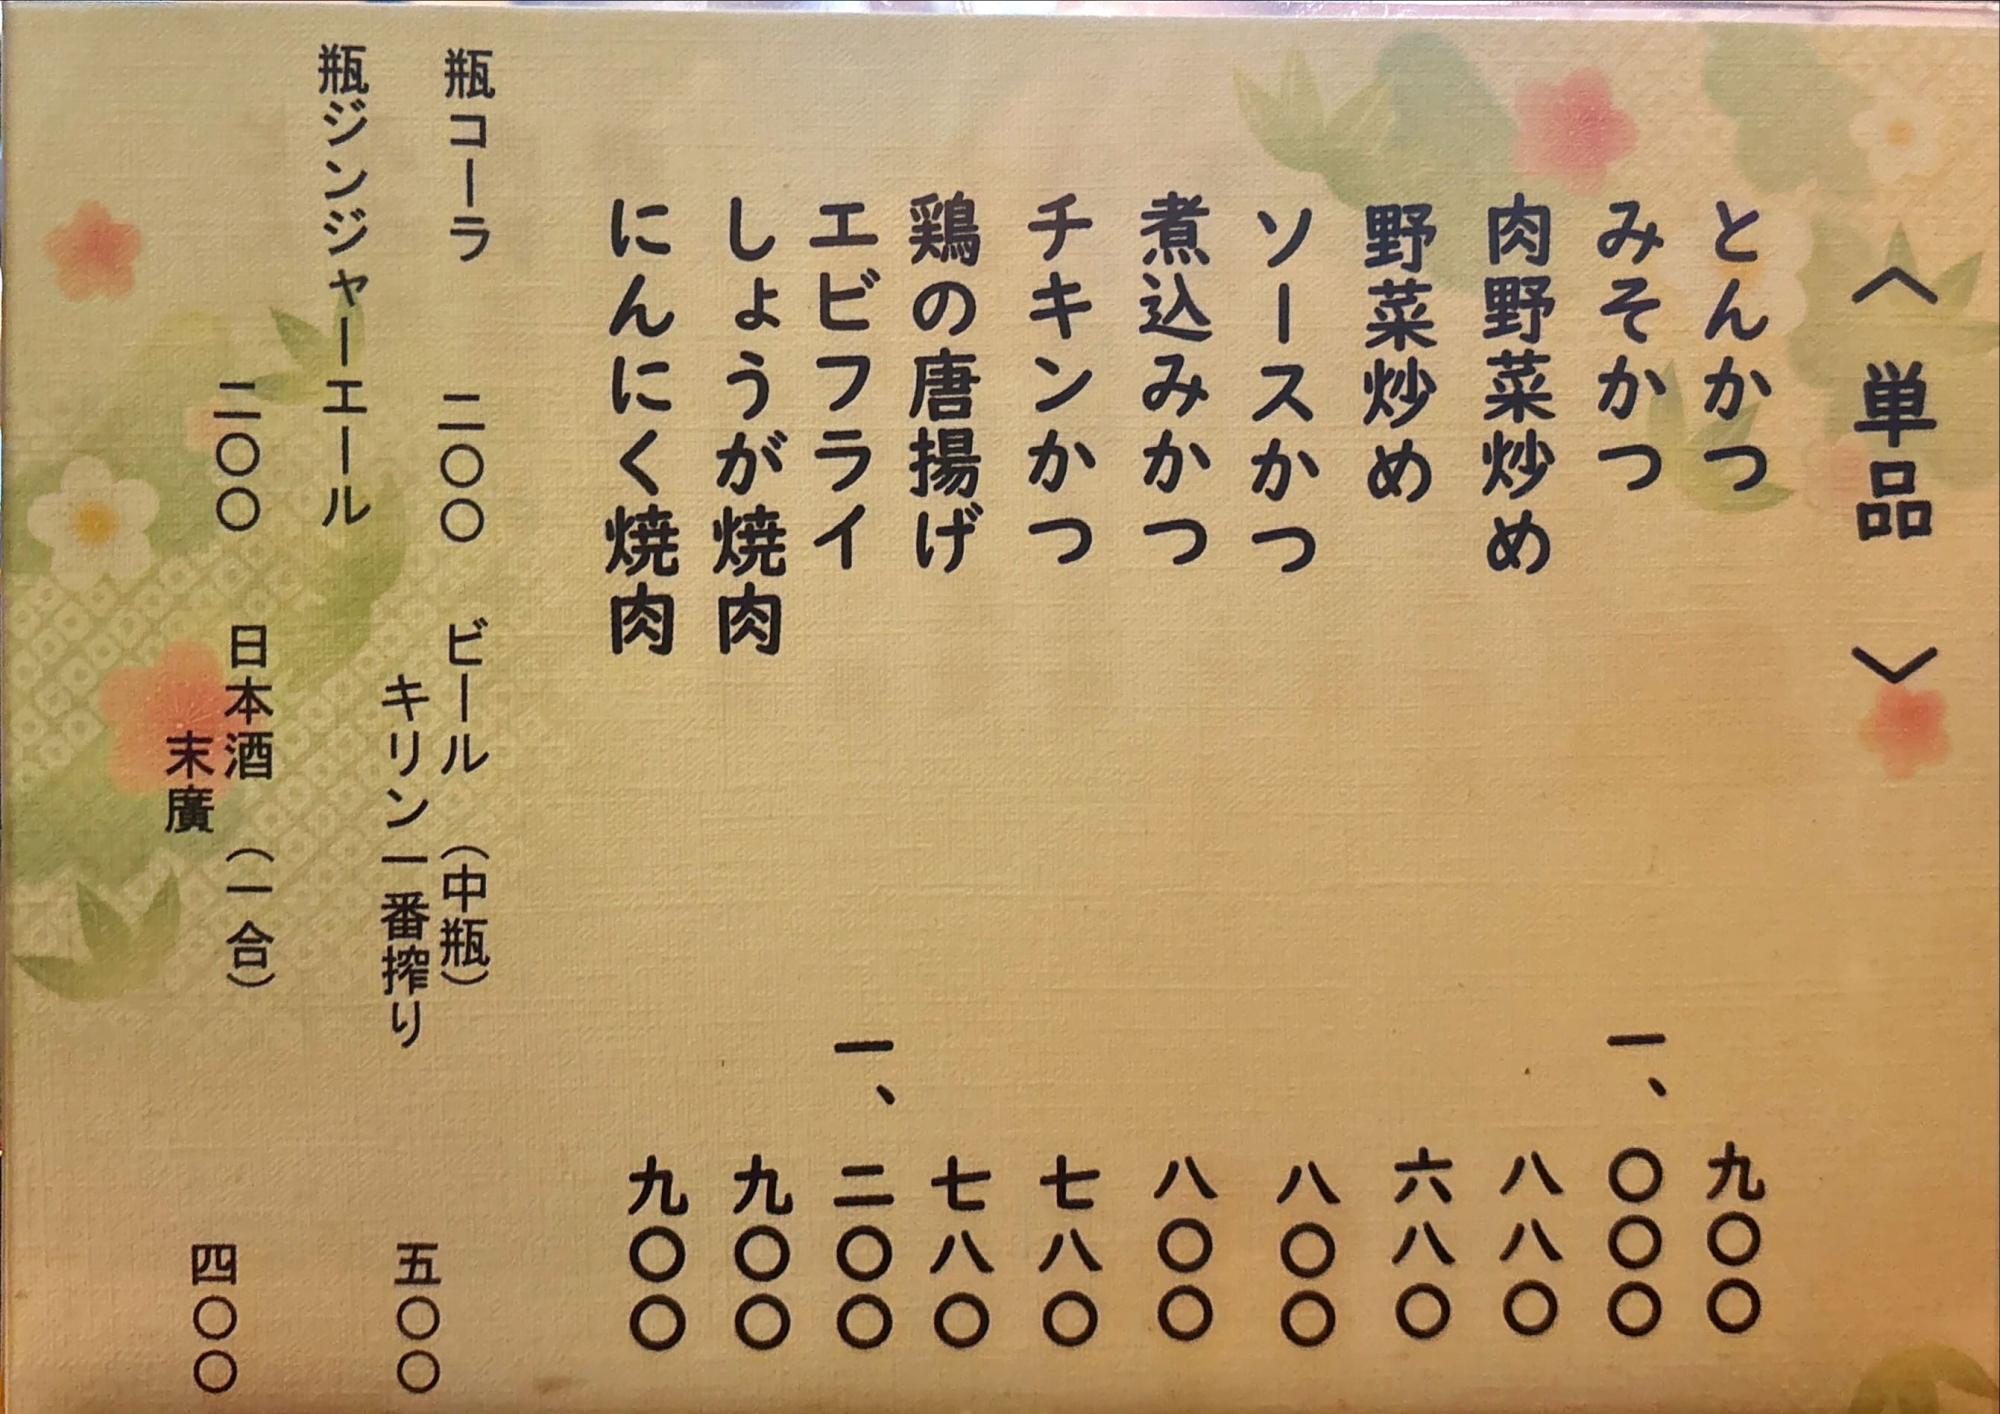 〈 単品 〉
とんかつ 九〇〇
みそかつ 一、〇〇〇
肉野菜炒め 八八〇
野菜炒め 六八〇
ソースかつ 八〇〇
煮込みかつ 八〇〇
チキンかつ 七八〇
鶏の唐揚げ 七八〇
エビフライ 一、二〇〇
しょうが焼肉 九〇〇
にんにく焼肉 九〇〇
瓶コーラ 二〇〇
瓶ジンジャーエール
二〇〇
ビール（中瓶）
キリン一番搾り 五〇〇
日本酒（一合）
末廣 四〇〇